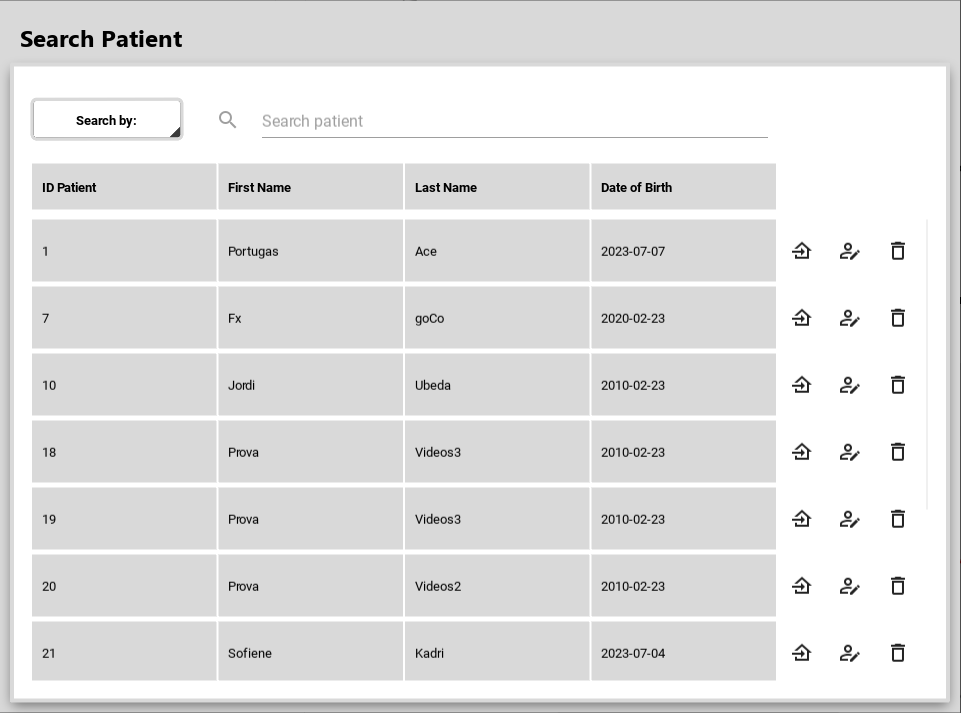 Search Patient
Search by:
Search patient
ID Patient First Name Last Name Date of Birth
1 Portugas Ace 2023-07-07
7 Fx goCo 2020-02-23
10 Jordi Ubeda 2010-02-23
18 Prova Videos3 2010-02-23
19 Prova Videos3 2010-02-23
20 Prova Videos2 2010-02-23
21 Sofiene Kadri 2023-07-04